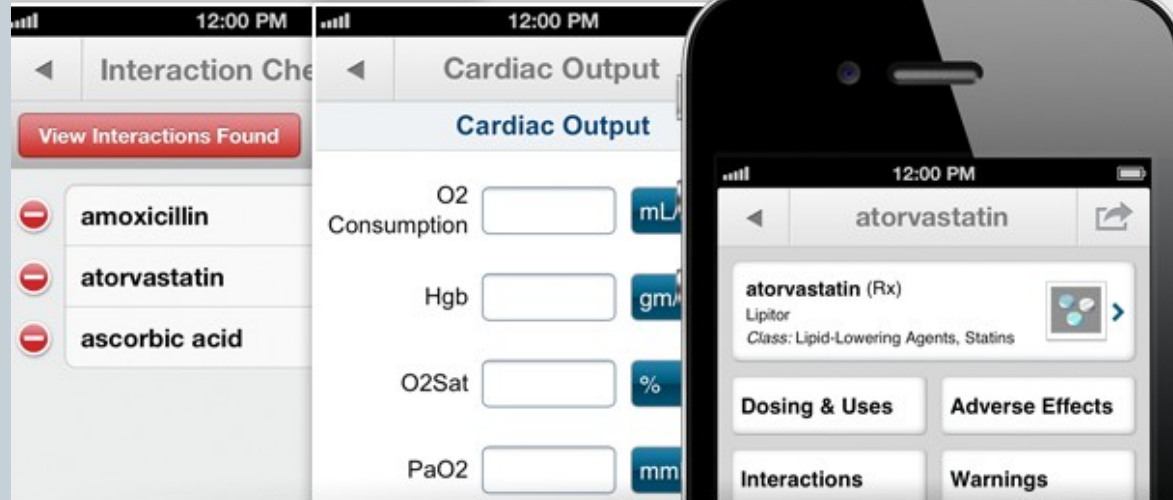 12:00 PM
Interaction Che
View Interactions Found
amoxicillin
atorvastatin
ascorbic acid
12:00 PM
Cardiac Output
Cardiac Output
O2
Consumption
mL/
Hgb
gm/
O2Sat
%
PaO2
mm
12:00 PM
atorvastatin
atorvastatin (Rx)
Lipitor
Class: Lipid-Lowering Agents, Statins
Dosing & Uses
Adverse Effects
Interactions
Warnings